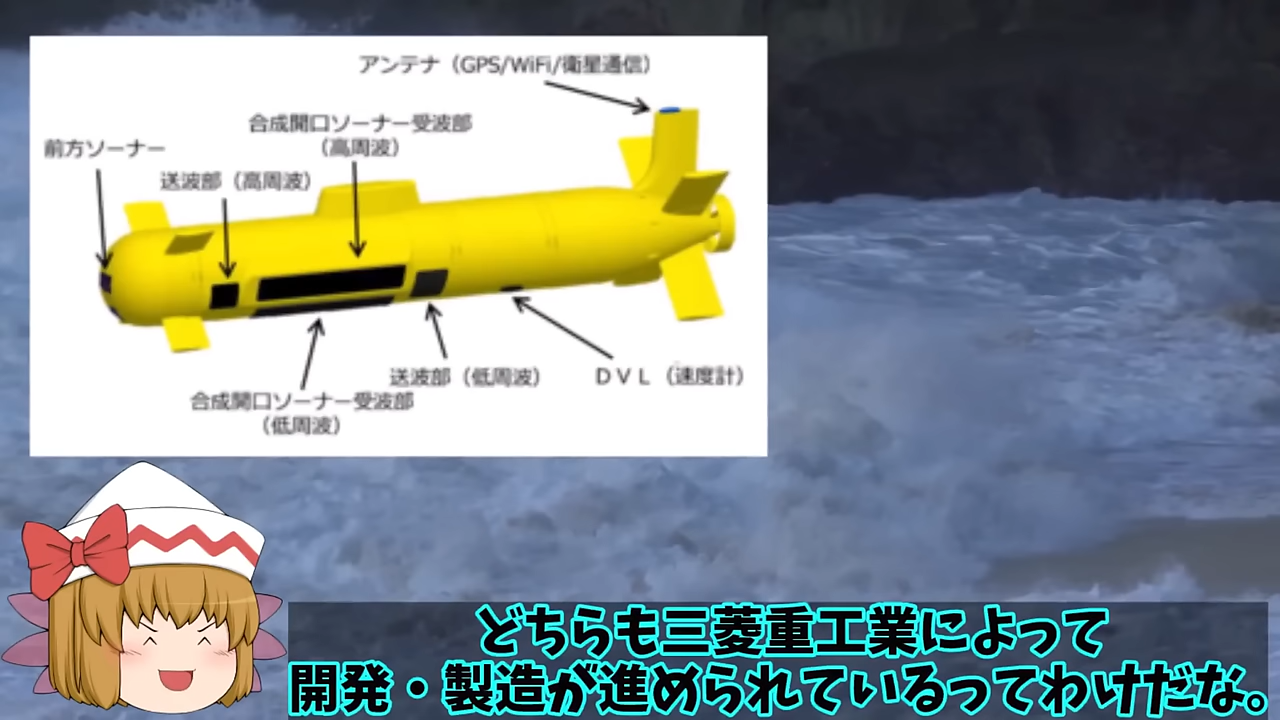 アンテナ（GPS/WiFi/衛星通信）
合成開口ソーナー受波部
（高周波）
前方ソーナー
送波部（高周波）
送波部（低周波）
ＤＶＬ（速度計）
合成開口ソーナー受波部
（低周波）
どちらも三菱重工業によって
開発・製造が進められているってわけだな。